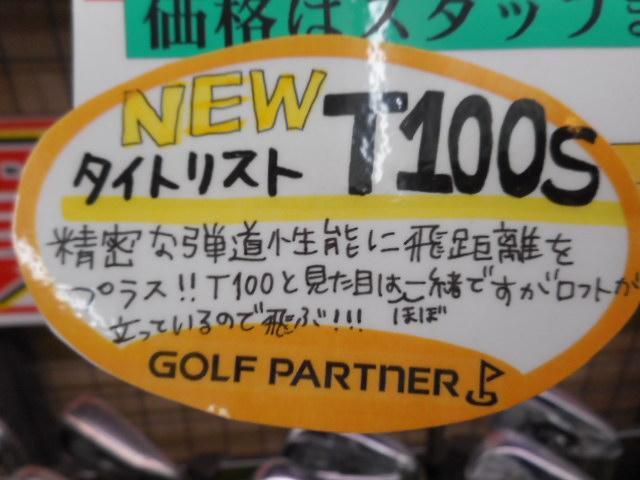 価格はスタッフ
NEW
タイトリスト T100s
精密な弾道性能に飛距離を
プラス!! T100と見た目は一緒ですがロフトが
ほぼ
立っているので飛ぶ!!!
GOLF PARTNER